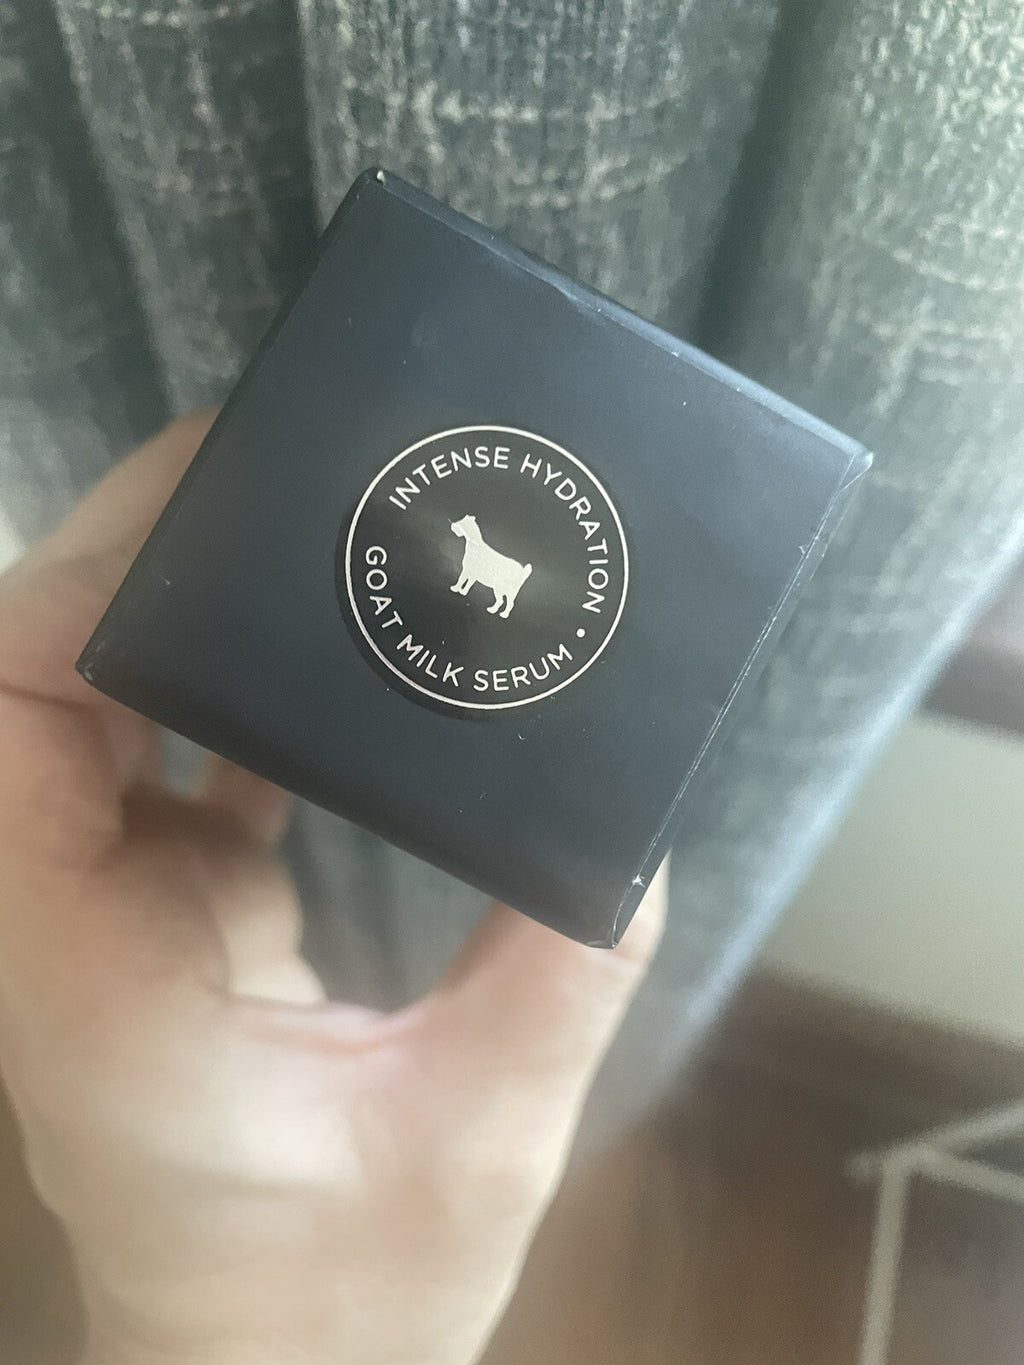 INTENSE HYDRATION •
GOAT MILK SERUM